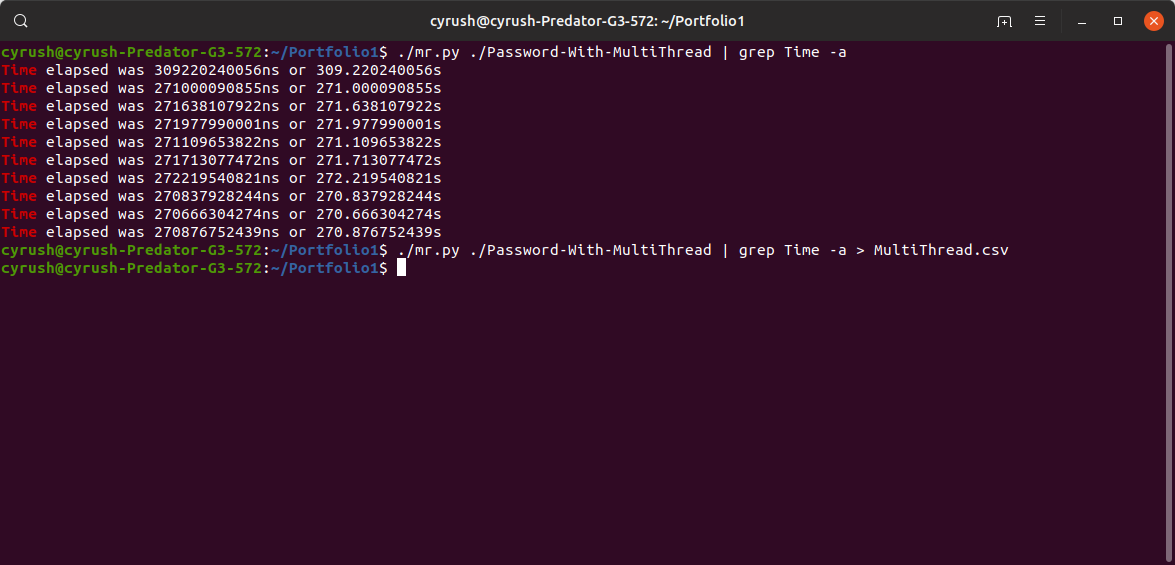 cyrush@cyrush-Predator-G3-572: ~/Portfolio1
cyrush@cyrush-Predator-G3-572:~/Portfolio1$ ./mr.py ./Password-With-MultiThread | grep Time -a
Time elapsed was 309220240056ns or 309.220240056s
Time elapsed was 271000090855ns or 271.000090855s
Time elapsed was 271638107922ns or 271.638107922s
Time elapsed was 271977990001ns or 271.977990001s
Time elapsed was 271109653822ns or 271.109653822s
Time elapsed was 271713077472ns or 271.713077472s
Time elapsed was 272219540821ns or 272.219540821s
Time elapsed was 270837928244ns or 270.837928244s
Time elapsed was 270666304274ns or 270.666304274s
Time elapsed was 270876752439ns or 270.876752439s
cyrush@cyrush-Predator-G3-572:~/Portfolio1$ ./mr.py ./Password-With-MultiThread | grep Time -a > MultiThread.csv
cyrush@cyrush-Predator-G3-572:~/Portfolio1$